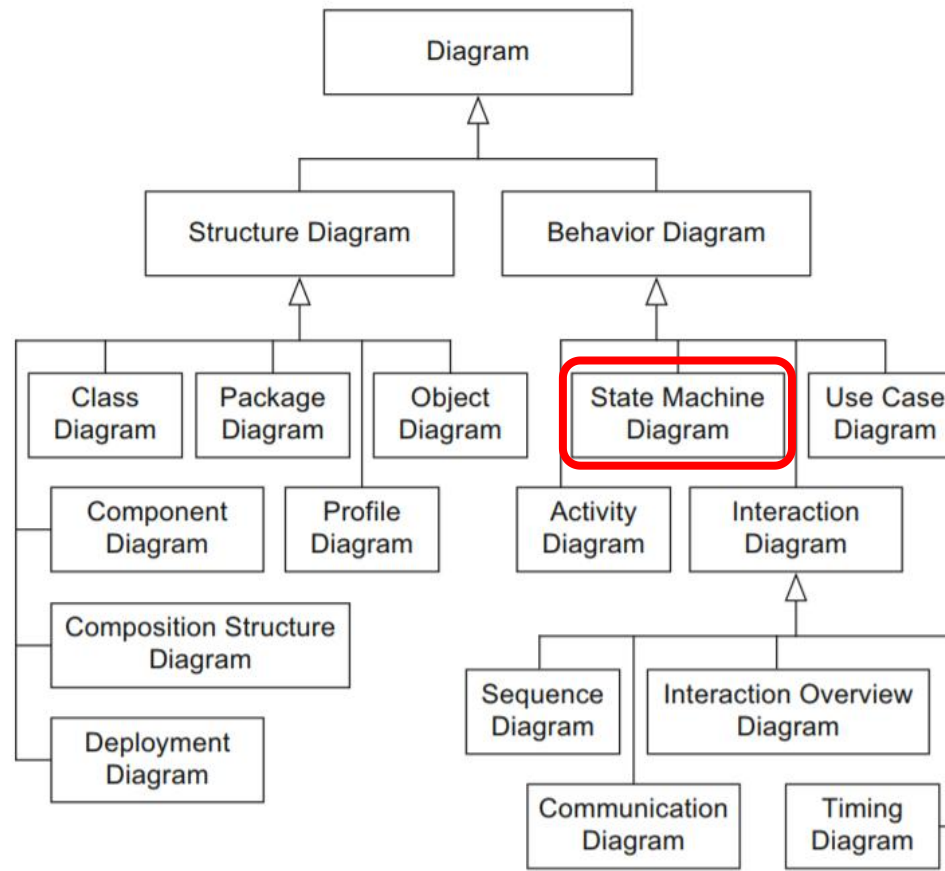 Diagram
Structure Diagram
Behavior Diagram
Class
Diagram
Package
Diagram
Object
Diagram
State Machine
Diagram
Use Case
Diagram
Component
Diagram
Profile
Diagram
Activity
Diagram
Interaction
Diagram
Composition Structure
Diagram
Sequence
Diagram
Interaction Overview
Diagram
Deployment
Diagram
Communication
Diagram
Timing
Diagram